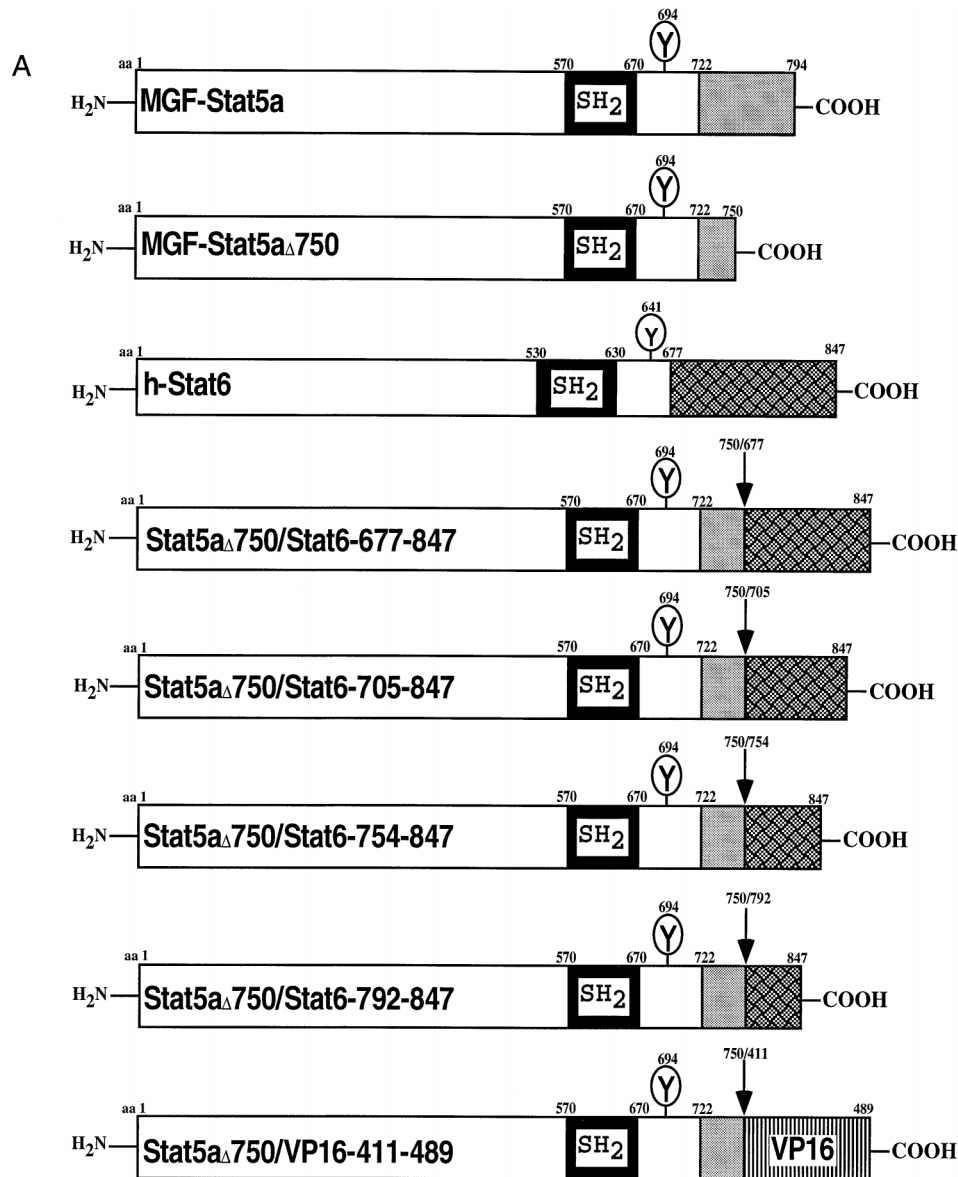 A
694
aa 1 570 670 722 794
H2N MGF-Stat5a SH2 Y COOH
694
aa 1 570 670 722 750
H2N MGF-Stat5aΔ750 SH2 Y COOH
641
aa 1 530 630 677 847
H2N h-Stat6 SH2 Y COOH
694 750/677
aa 1 570 670 722 847
H2N Stat5aΔ750/Stat6-677-847 SH2 Y COOH
694 750/705
aa 1 570 670 722 847
H2N Stat5aΔ750/Stat6-705-847 SH2 Y COOH
694 750/754
aa 1 570 670 722 847
H2N Stat5aΔ750/Stat6-754-847 SH2 Y COOH
694 750/792
aa 1 570 670 722 847
H2N Stat5aΔ750/Stat6-792-847 SH2 Y COOH
694 750/411
aa 1 570 670 722 489
H2N Stat5aΔ750/VP16-411-489 SH2 Y VP16 COOH